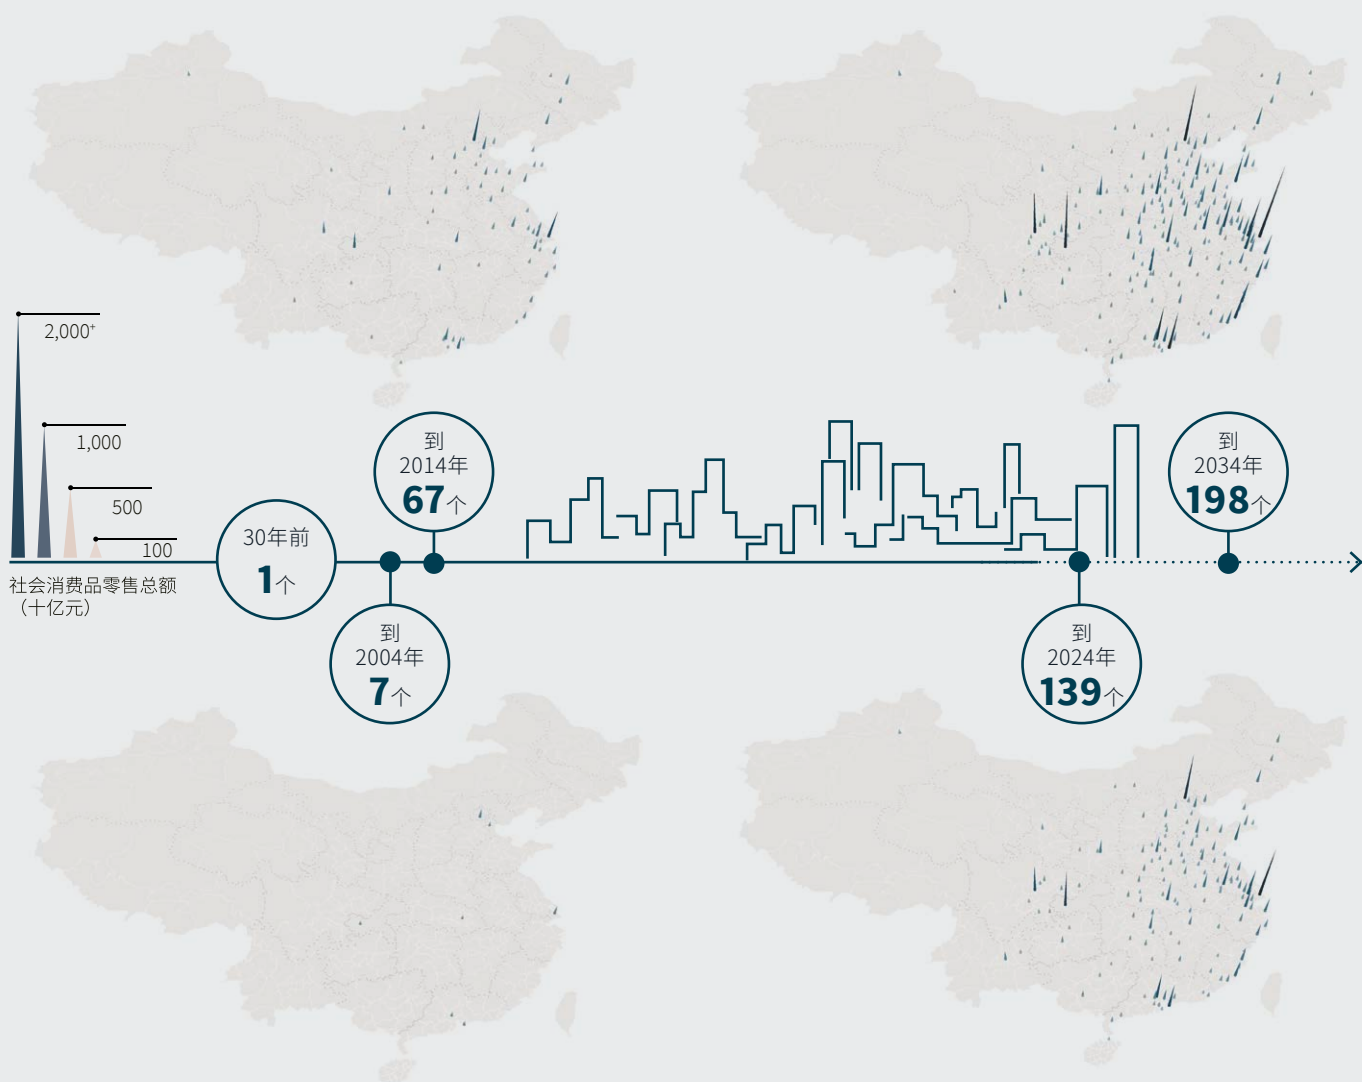 2,000+
1,000
500
100
社会消费品零售总额
（十亿元）
30年前
1个
到
2004年
7个
到
2014年
67个
到
2024年
139个
到
2034年
198个